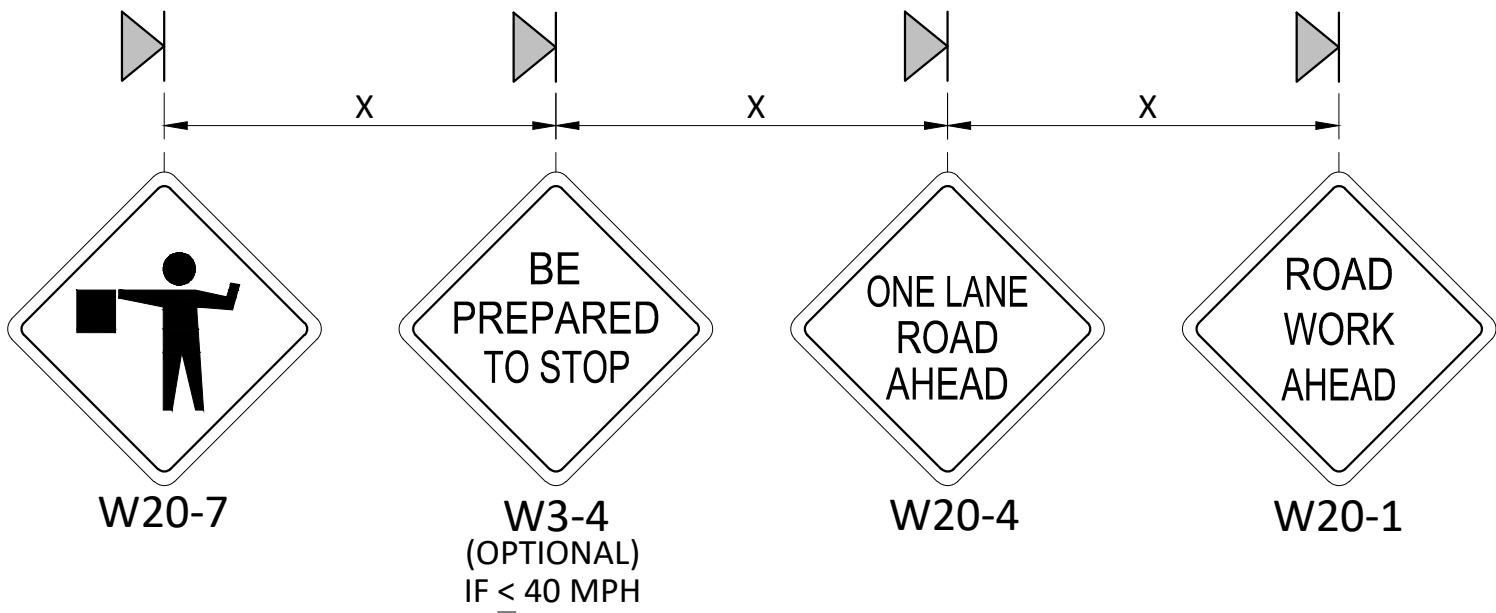 X X X
BE
PREPARED
TO STOP
ONE LANE
ROAD
AHEAD
ROAD
WORK
AHEAD
W20-7
W3-4
(OPTIONAL)
IF ≤ 40 MPH
W20-4
W20-1